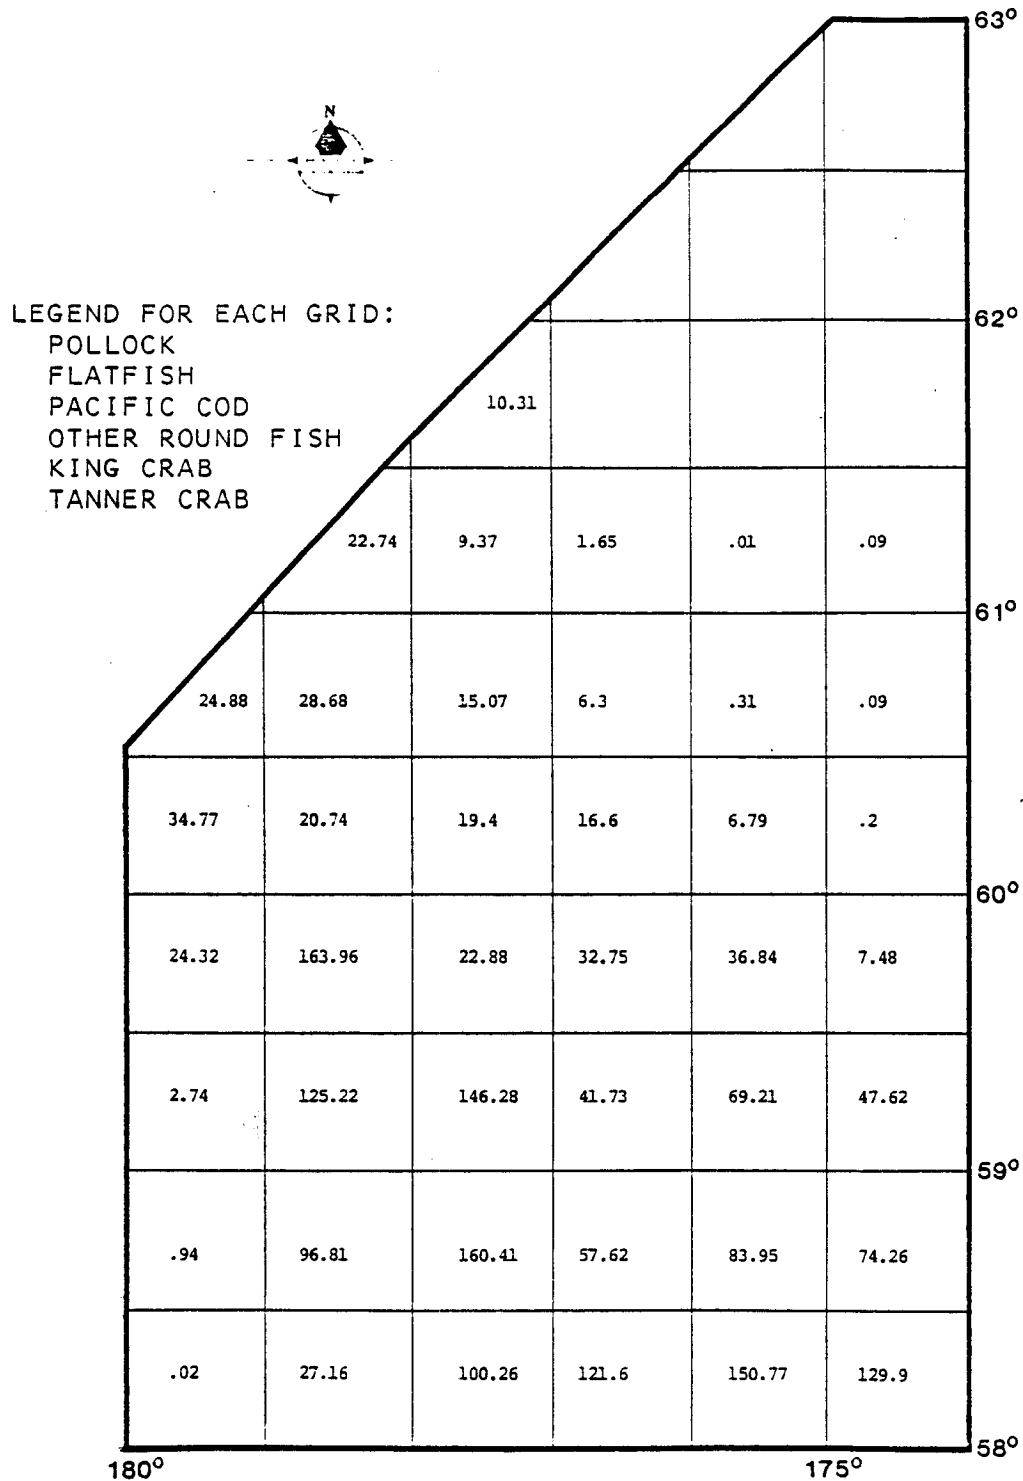 63°
N
LEGEND FOR EACH GRID:
POLLOCK
FLATFISH
PACIFIC COD
OTHER ROUND FISH
KING CRAB
TANNER CRAB
62°
10.31
22.74 9.37 1.65 .01 .09
61°
24.88 28.68 15.07 6.3 .31 .09
34.77 20.74 19.4 16.6 6.79 .2
60°
24.32 163.96 22.88 32.75 36.84 7.48
2.74 125.22 146.28 41.73 69.21 47.62
59°
.94 96.81 160.41 57.62 83.95 74.26
.02 27.16 100.26 121.6 150.77 129.9
58°
180° 175°